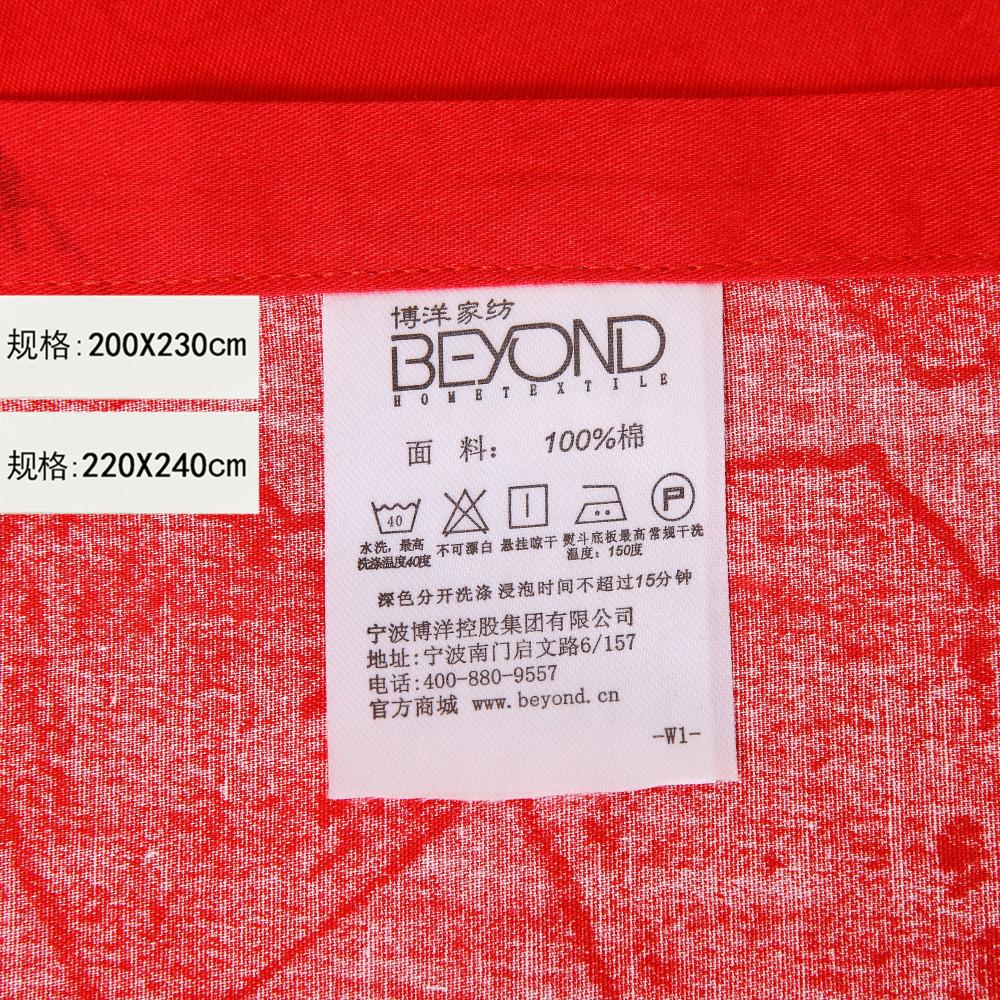 规格:200X230cm
规格:220X240cm
博洋家纺
BEYOND
HOMETEXTILE
面 料: 100%棉
40
P
水洗，最高
洗涤温度40度
不可漂白
悬挂晾干
熨斗底板最高
温度：150度
常规干洗
深色分开洗涤 浸泡时间不超过15分钟
宁波博洋控股集团有限公司
地址:宁波南门启文路6/157
电话:400-880-9557
官方商城 www.beyond.cn
-W1-